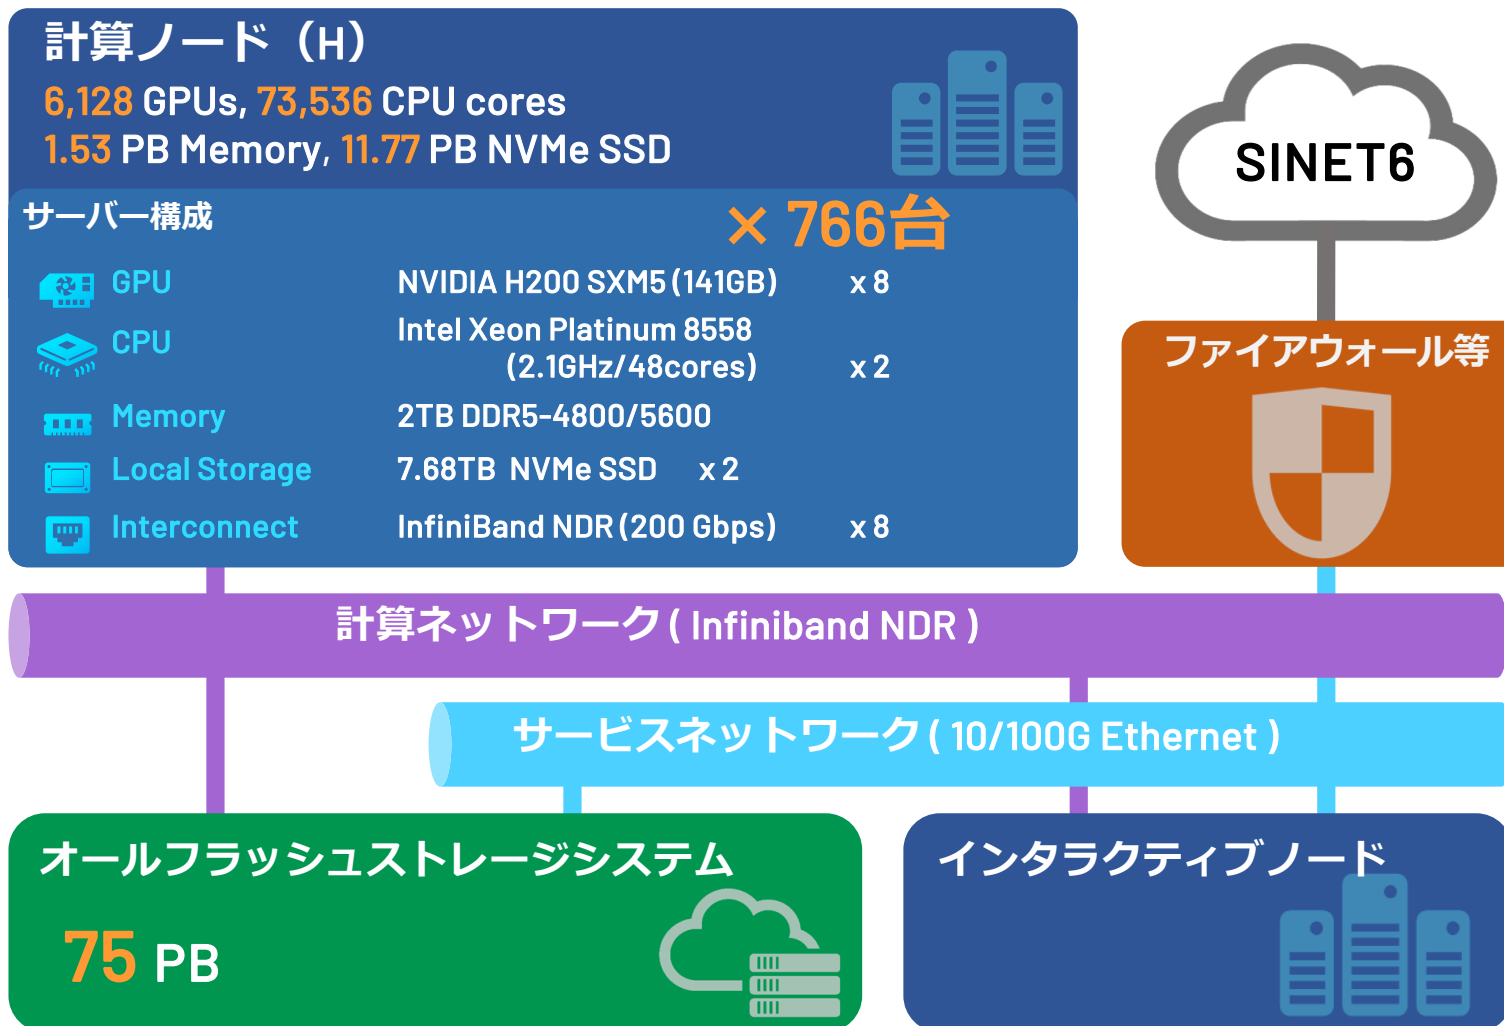 計算ノード（H）
6,128 GPUs, 73,536 CPU cores
1.53 PB Memory, 11.77 PB NVMe SSD
サーバー構成
× 766台
GPU NVIDIA H200 SXM5 (141GB) x 8
CPU Intel Xeon Platinum 8558
(2.1GHz/48cores) x 2
Memory 2TB DDR5-4800/5600
Local Storage 7.68TB NVMe SSD x 2
Interconnect InfiniBand NDR (200 Gbps) x 8
SINET6
ファイアウォール等
計算ネットワーク ( Infiniband NDR )
サービスネットワーク ( 10/100G Ethernet )
オールフラッシュストレージシステム
75 PB
インタラクティブノード